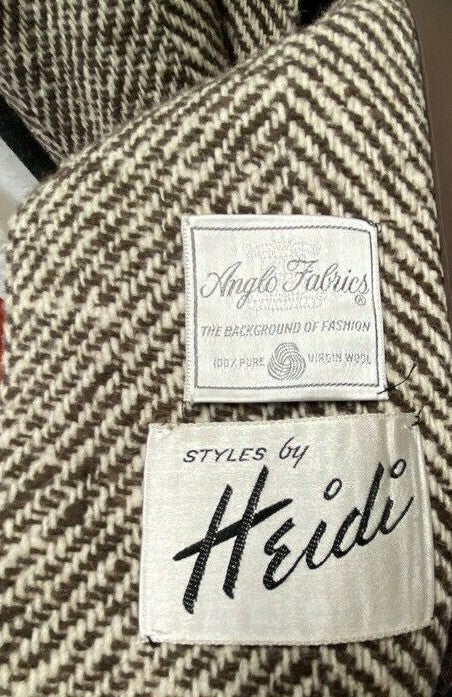 Anglo Fabrics®
THE BACKGROUND OF FASHION
100% PURE VIRGIN WOOL
STYLES by
Heidi